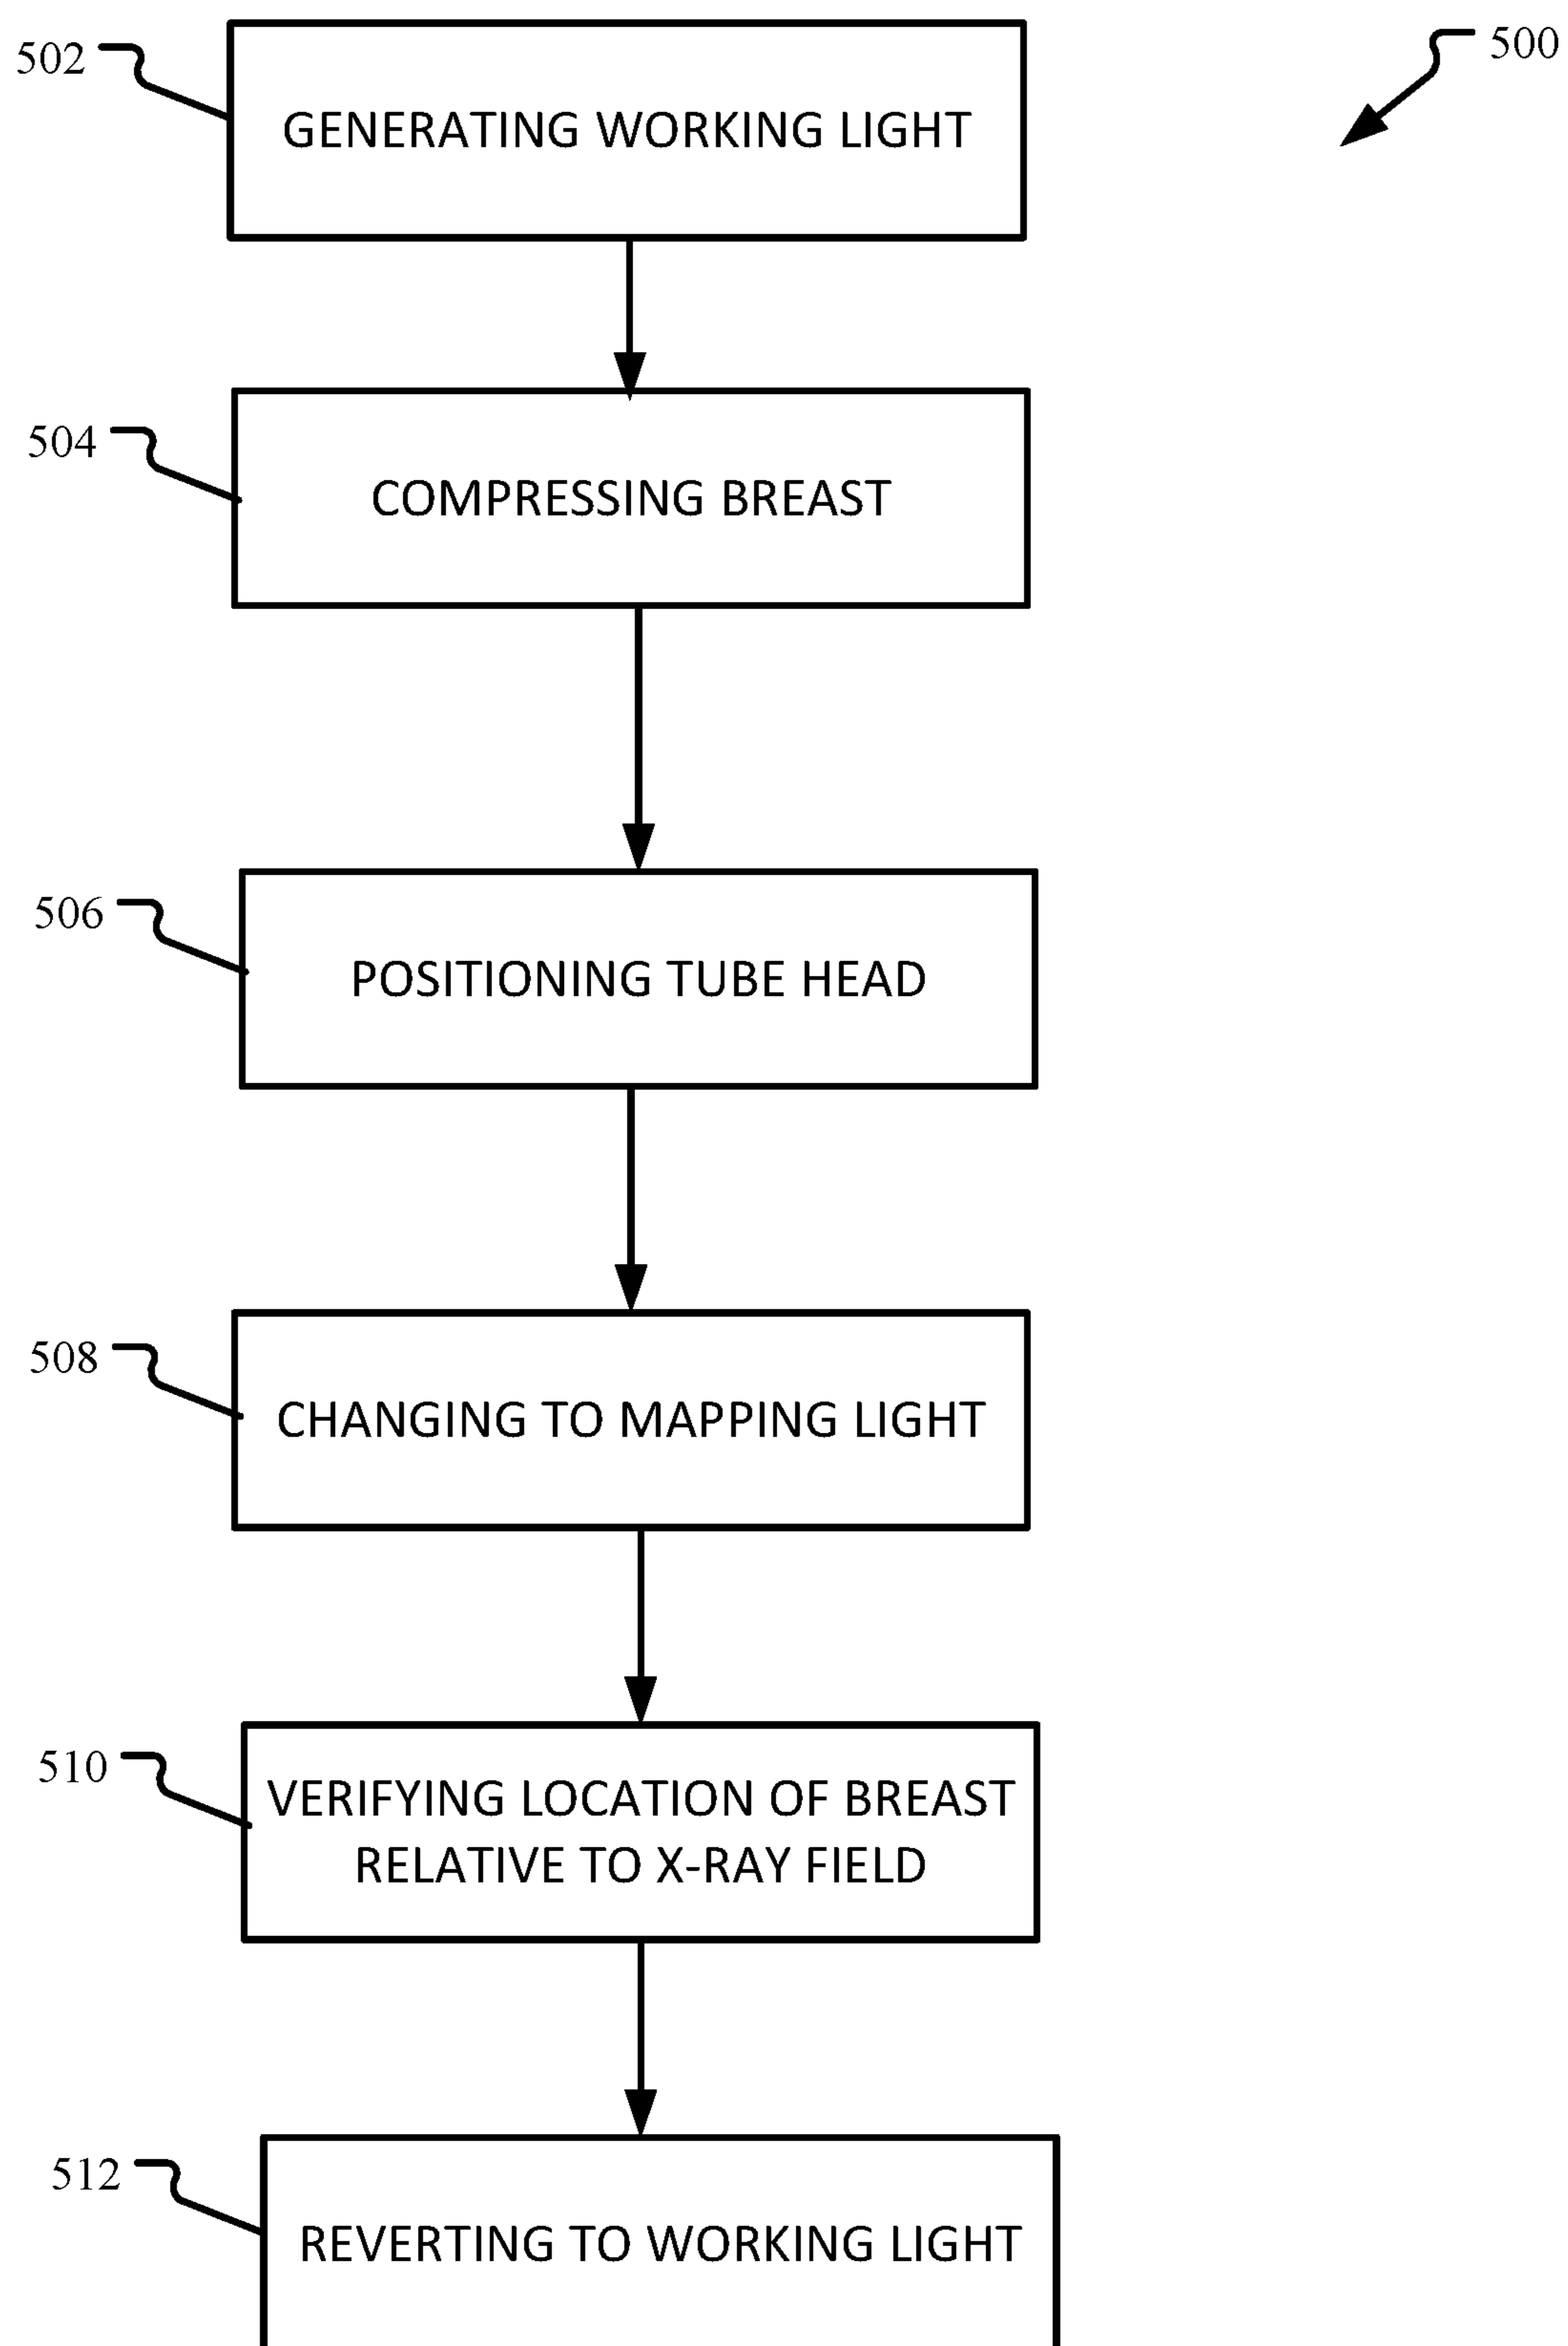 500
502
GENERATING WORKING LIGHT
504
COMPRESSING BREAST
506
POSITIONING TUBE HEAD
508
CHANGING TO MAPPING LIGHT
510
VERIFYING LOCATION OF BREAST
RELATIVE TO X-RAY FIELD
512
REVERTING TO WORKING LIGHT